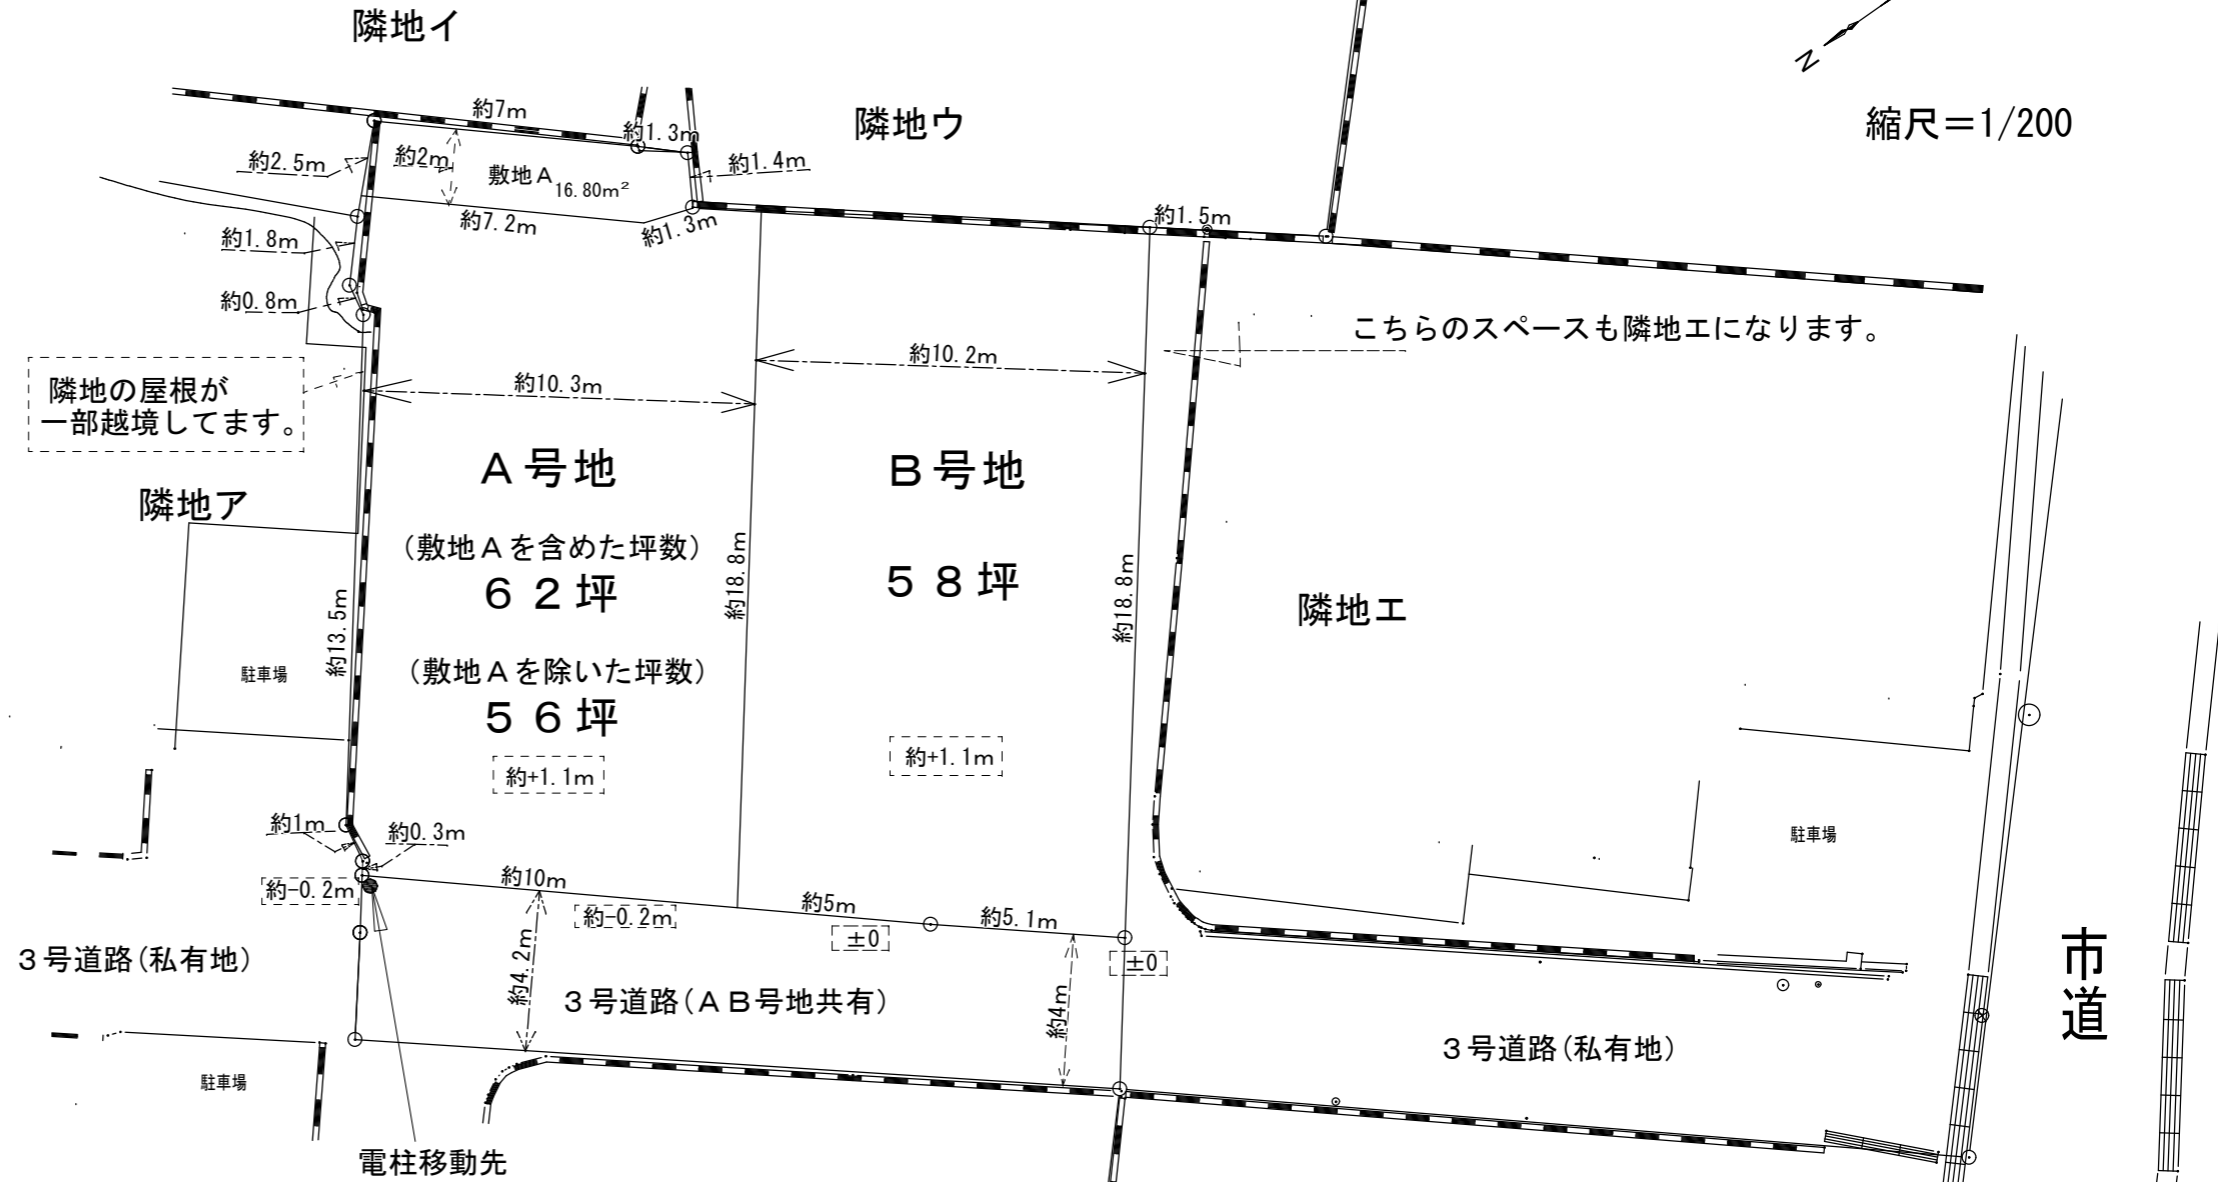 隣地イ
N
縮尺＝1/200
約7m
約1.3m
隣地ウ
約2.5m
約2m
敷地Ａ 16.80m²
約1.4m
約7.2m
約1.3m
約1.5m
約1.8m
約0.8m
こちらのスペースも隣地エになります。
隣地の屋根が
一部越境してます。
約10.3m
約10.2m
Ａ号地
Ｂ号地
隣地ア
（敷地Ａを含めた坪数）
６２坪
５８坪
約18.8m
約18.8m
隣地エ
約13.5m
駐車場
（敷地Ａを除いた坪数）
５６坪
約+1.1m
約+1.1m
約1m
約0.3m
駐車場
約-0.2m
約10m
約-0.2m
約5m
±0
約5.1m
±0
３号道路(私有地)
約4.2m
３号道路(ＡＢ号地共有)
約4m
３号道路(私有地)
市道
駐車場
電柱移動先